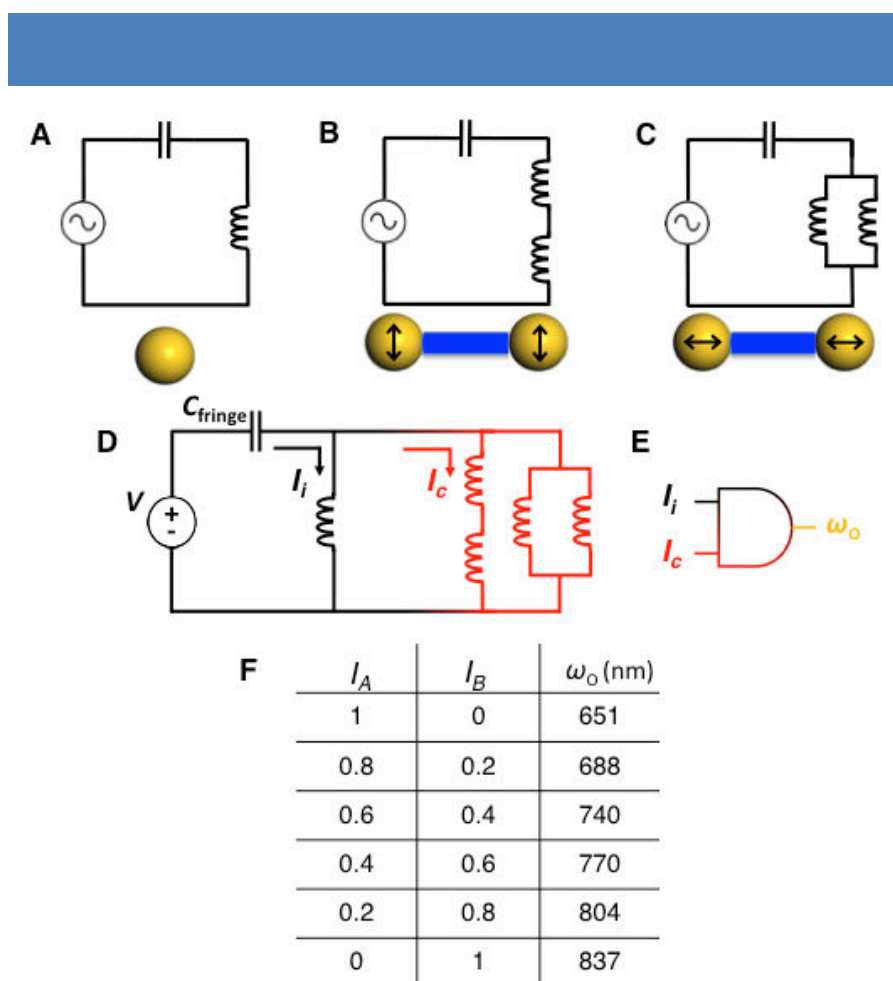 A
B
C
D
C fringe
V
+
-
I i
I c
E
I i
I c
ω o
F
I A I B ω o (nm)
1 0 651
0.8 0.2 688
0.6 0.4 740
0.4 0.6 770
0.2 0.8 804
0 1 837